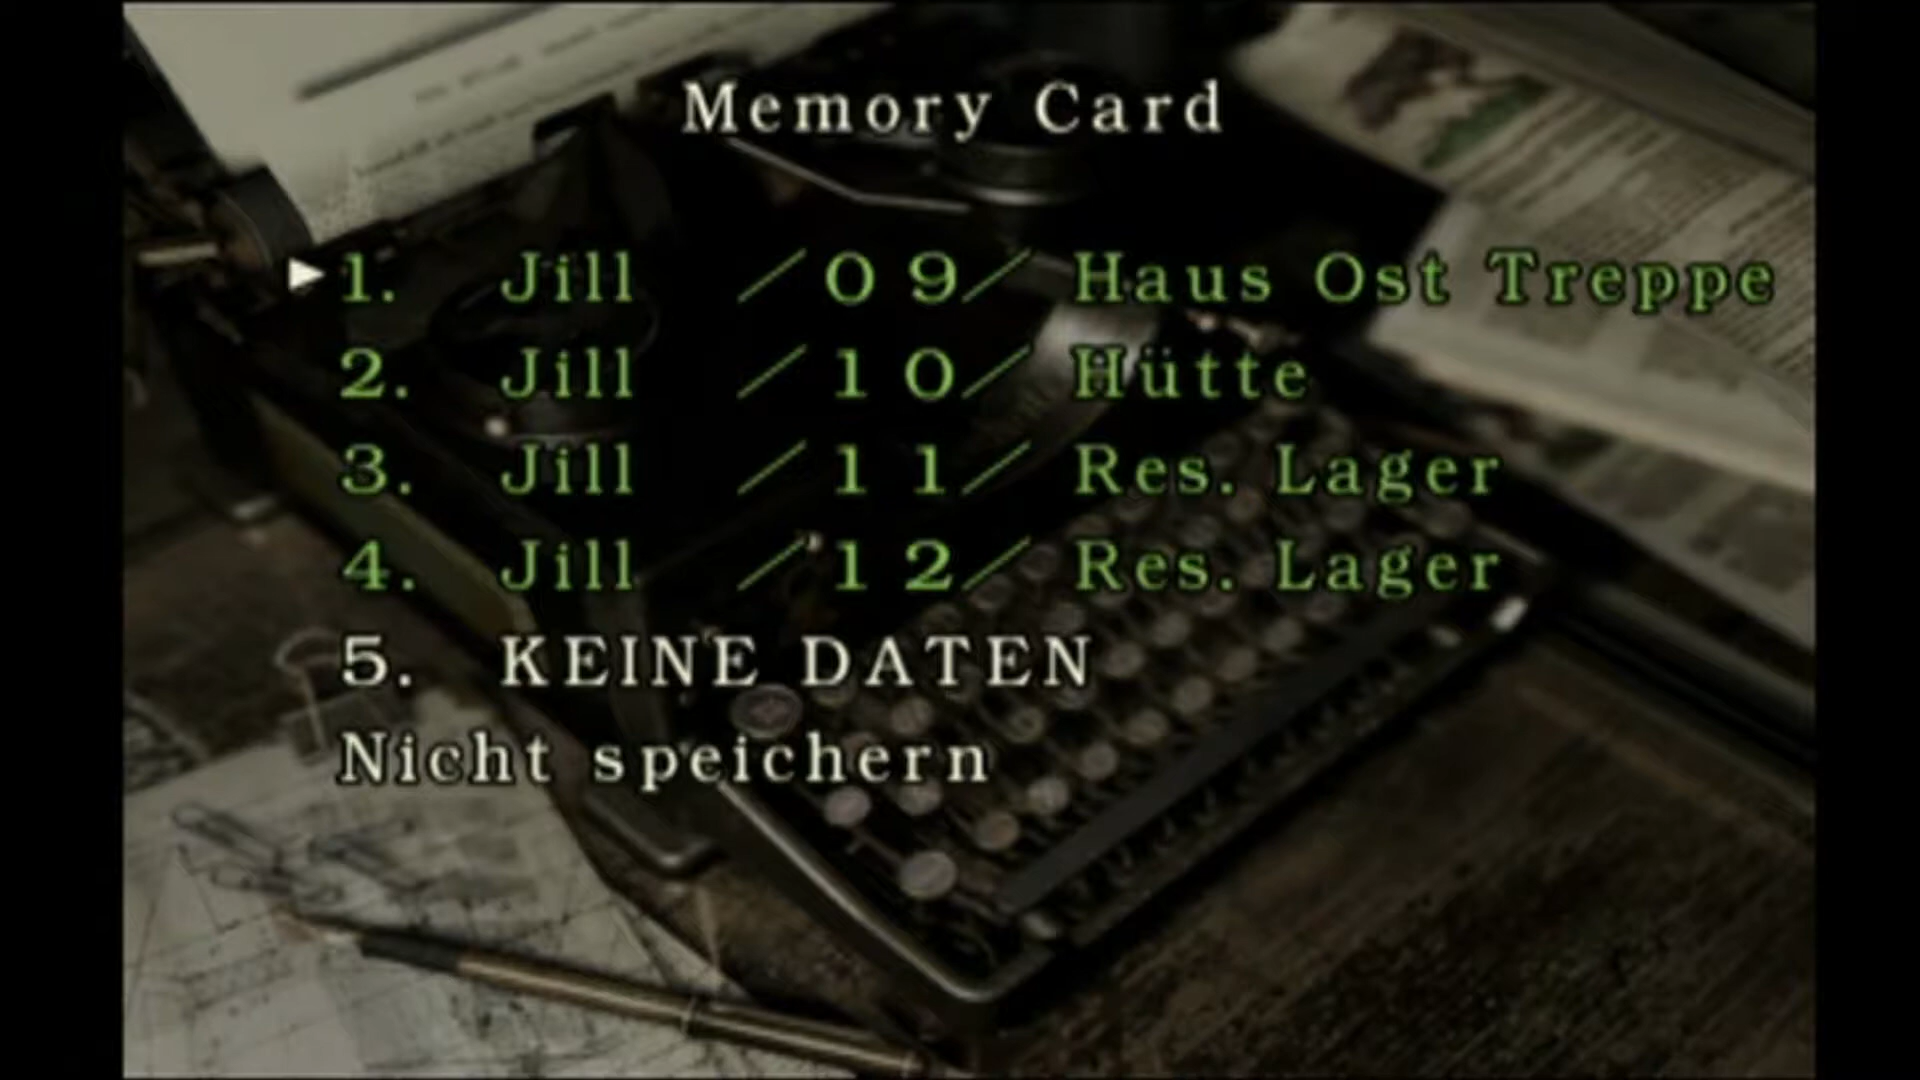 Memory Card
1. Jill / 09 / Haus Ost Treppe
2. Jill / 10 / Hütte
3. Jill / 11 / Res. Lager
4. Jill / 12 / Res. Lager
5. KEINE DATEN
Nicht speichern